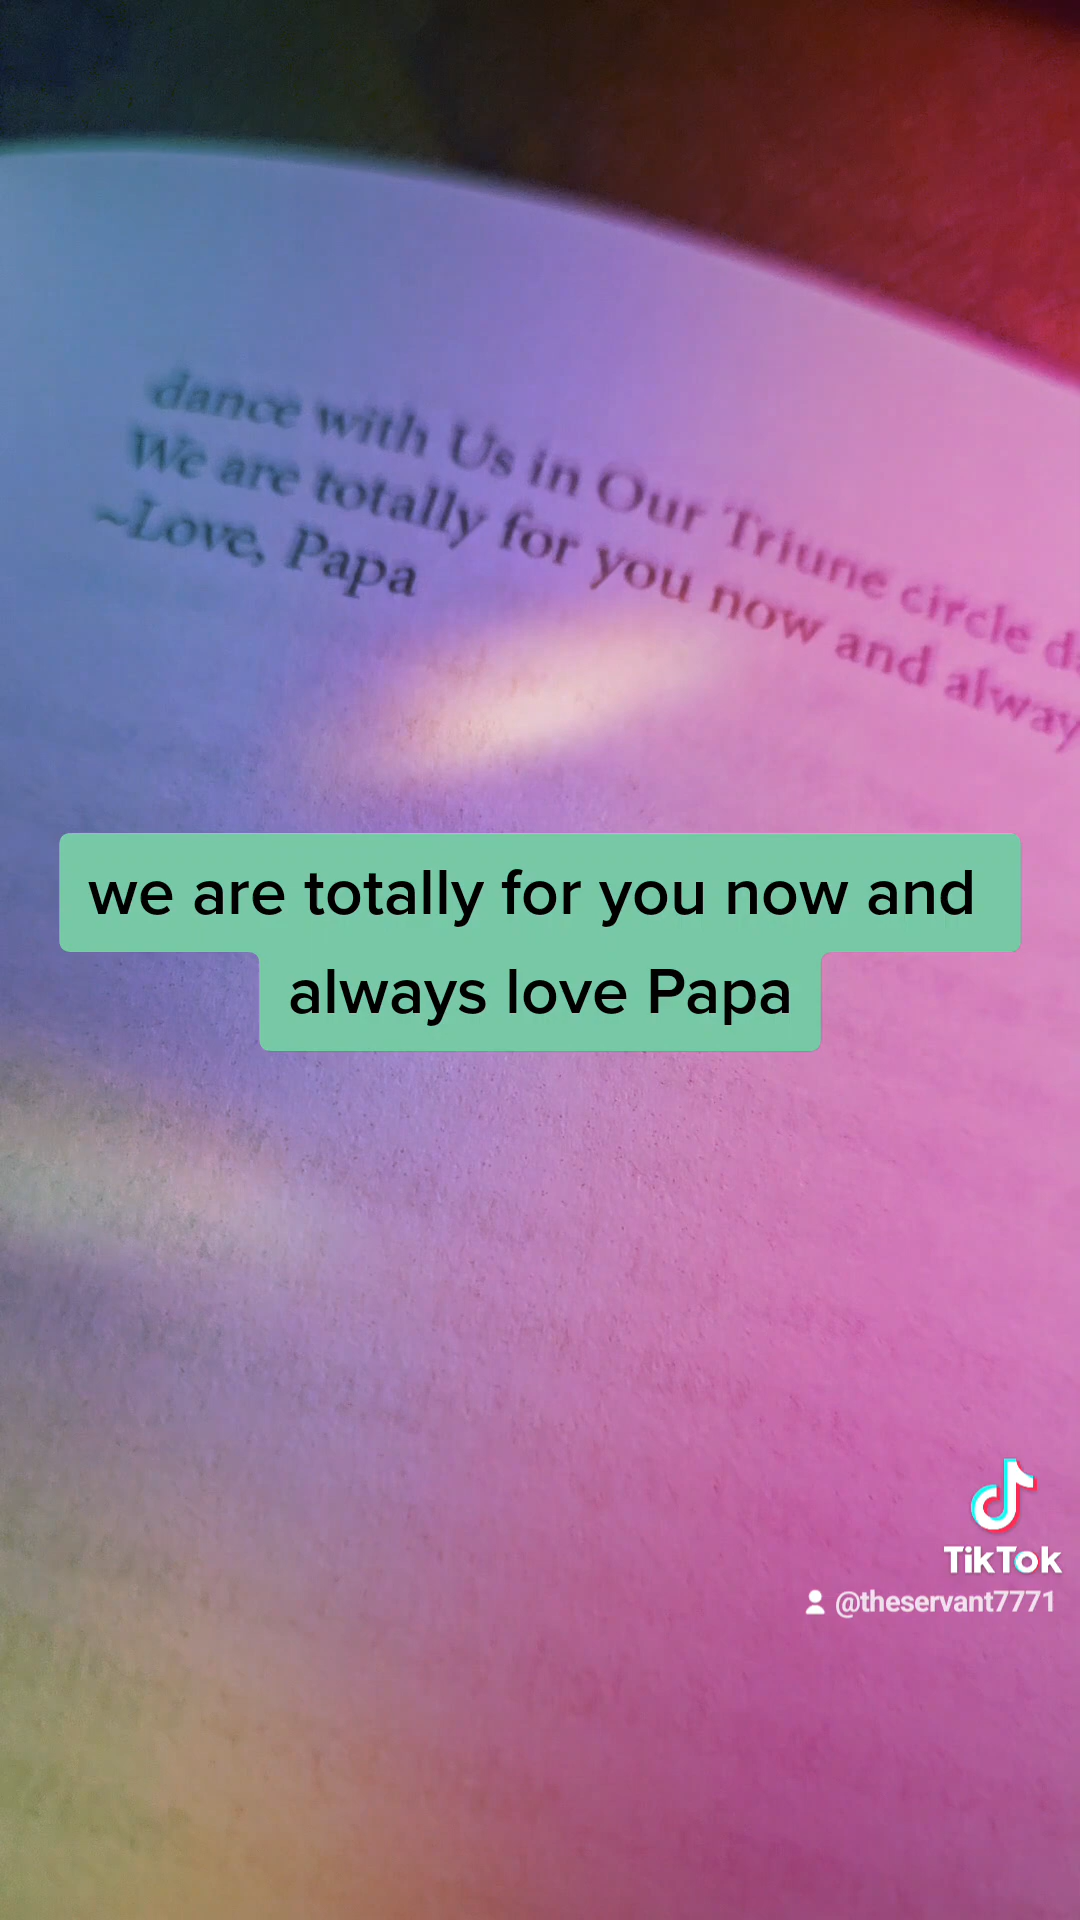 dance with Us in Our Triune circle
We are totally for you now and
~Love, Papa
we are totally for you now and
always love Papa
TikTok
@theservant7771